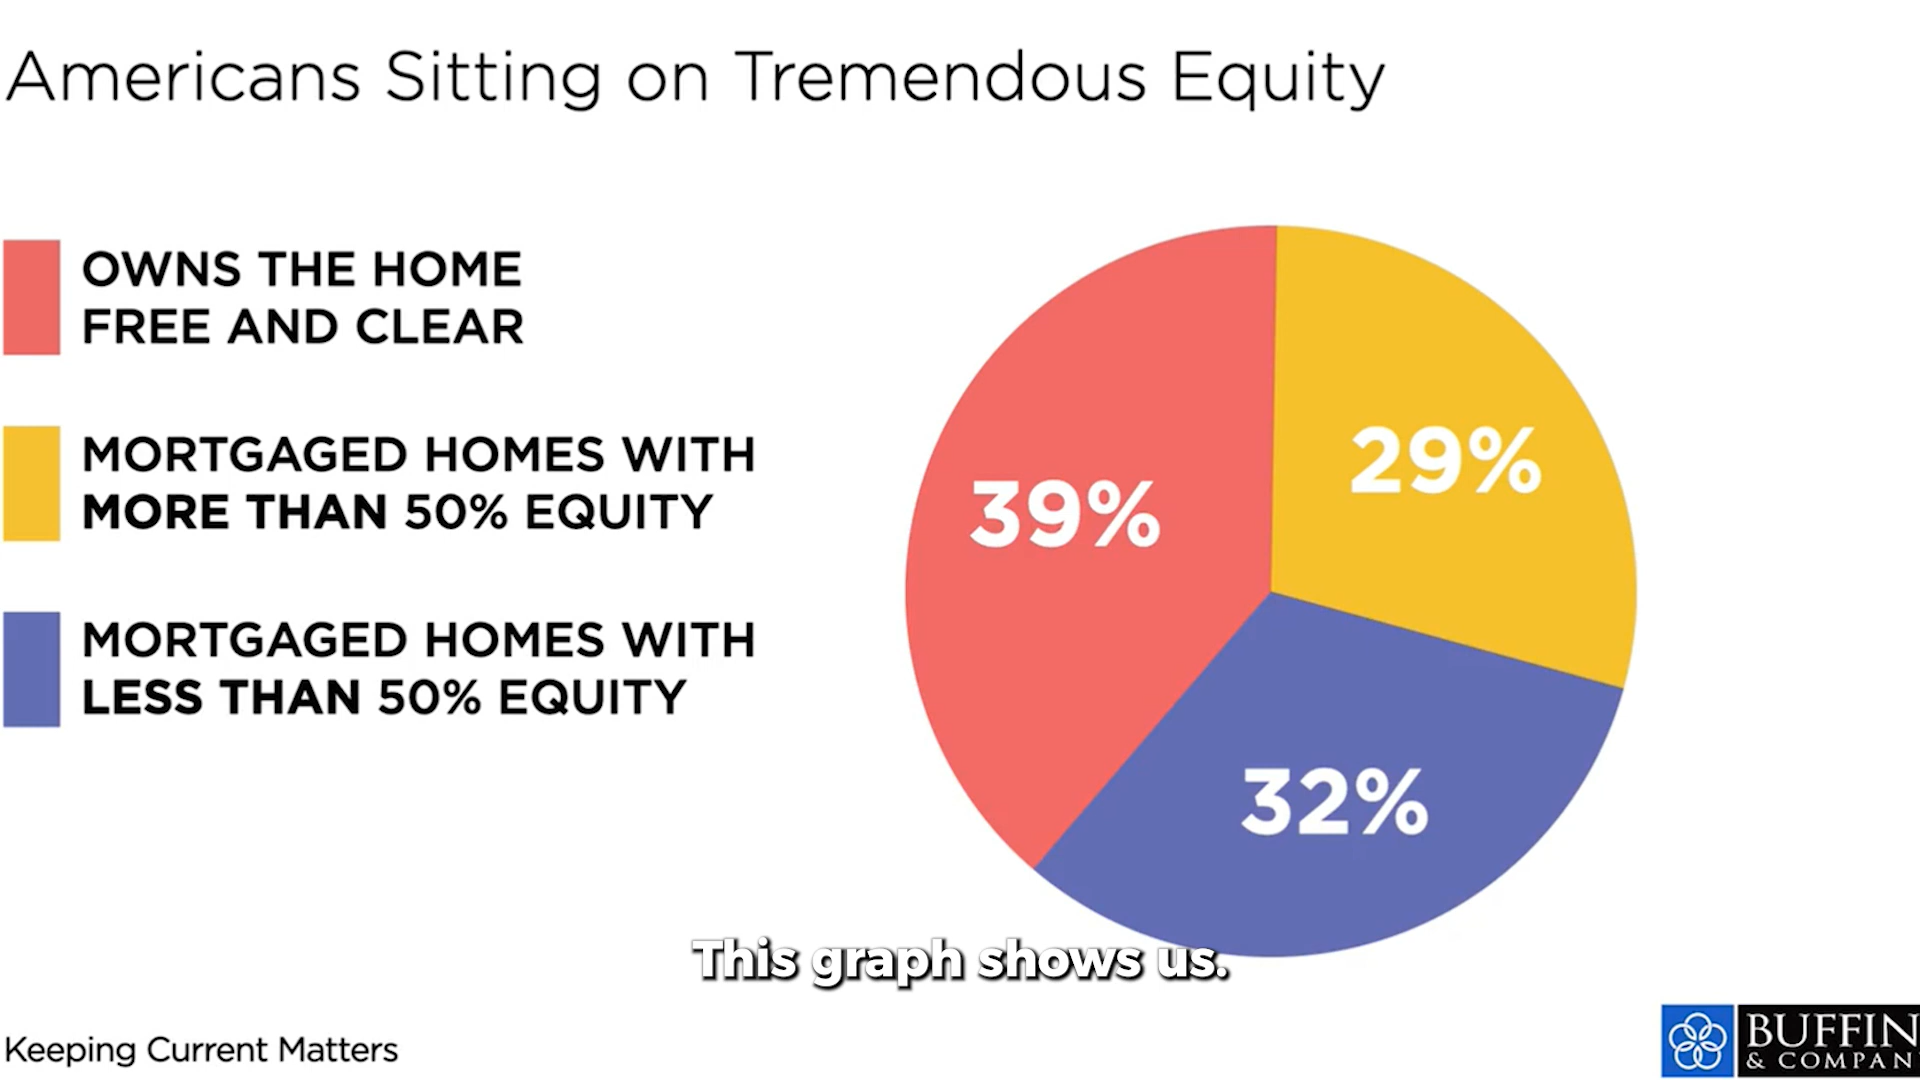 Americans Sitting on Tremendous Equity
OWNS THE HOME
FREE AND CLEAR
MORTGAGED HOMES WITH
MORE THAN 50% EQUITY
MORTGAGED HOMES WITH
LESS THAN 50% EQUITY
29%
39%
32%
This graph shows us.
Keeping Current Matters
BUFFIN
& COMPAN